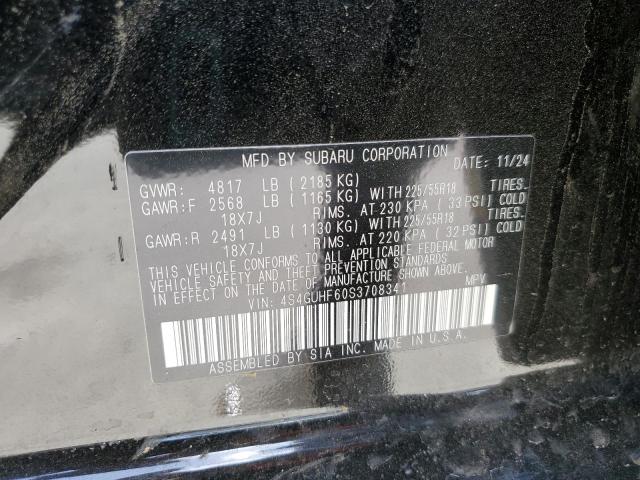 MFD BY SUBARU CORPORATION DATE: 11/24
GVWR: 4817 LB ( 2185 KG)
GAWR:F 2568 LB ( 1165 KG) WITH 225/55R18 TIRES.
18X7J RIMS. AT 230 KPA ( 33 PSI) COLD
GAWR:R 2491 LB ( 1130 KG) WITH 225/55R18 TIRES.
18X7J RIMS. AT 220 KPA ( 32 PSI) COLD
THIS VEHICLE CONFORMS TO ALL APPLICABLE FEDERAL MOTOR
VEHICLE SAFETY AND THEFT PREVENTION STANDARDS
IN EFFECT ON THE DATE OF MANUFACTURE SHOWN ABOVE.
VIN: 4S4GUHF60S3708341 MPV
ASSEMBLED BY SIA INC. MADE IN U.S.A.